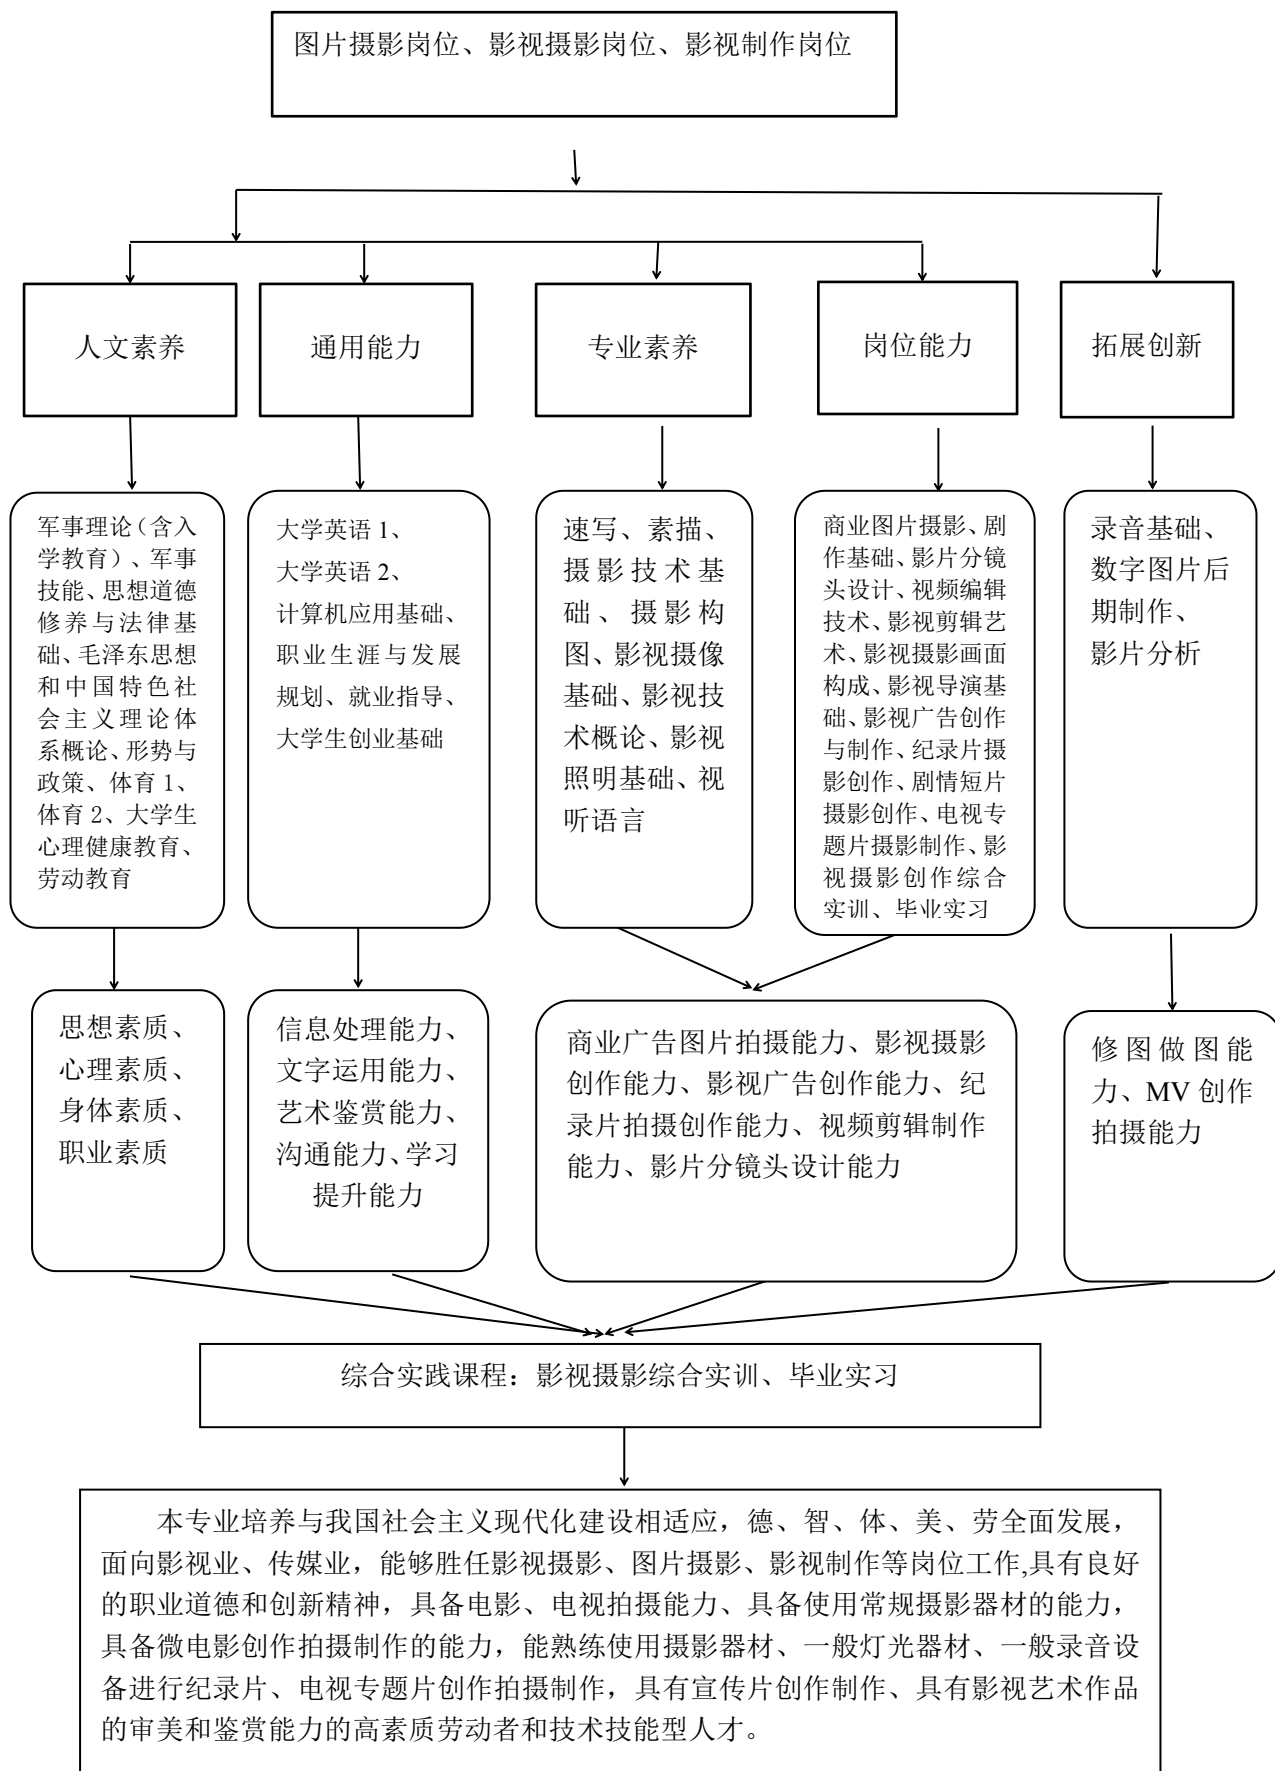 图片摄影岗位、影视摄影岗位、影视制作岗位
人文素养
通用能力
专业素养
岗位能力
拓展创新
军事理论（含入
学教育）、军事
技能、思想道德
修养与法律基
础、毛泽东思想
和中国特色社
会主义理论体
系概论、形势与
政策、体育 1、
体育 2、大学生
心理健康教育、
劳动教育
大学英语 1、
大学英语 2、
计算机应用基础、
职业生涯与发展
规划、就业指导、
大学生创业基础
速写、素描、
摄影技术基
础、摄影构
图、影视摄像
基础、影视技
术概论、影视
照明基础、视
听语言
商业图片摄影、剧
作基础、影片分镜
头设计、视频编辑
技术、影视剪辑艺
术、影视摄影画面
构成、影视导演基
础、影视广告创作
与制作、纪录片摄
影创作、剧情短片
摄影创作、电视专
题片摄影制作、影
视摄影创作综合
实训、毕业实习
录音基础、
数字图片后
期制作、
影片分析
思想素质、
心理素质、
身体素质、
职业素质
信息处理能力、
文字运用能力、
艺术鉴赏能力、
沟通能力、学习
提升能力
商业广告图片拍摄能力、影视摄影
创作能力、影视广告创作能力、纪
录片拍摄创作能力、视频剪辑制作
能力、影片分镜头设计能力
修图做图能
力、MV 创作
拍摄能力
综合实践课程：影视摄影综合实训、毕业实习
本专业培养与我国社会主义现代化建设相适应，德、智、体、美、劳全面发展，
面向影视业、传媒业，能够胜任影视摄影、图片摄影、影视制作等岗位工作,具有良好
的职业道德和创新精神，具备电影、电视拍摄能力、具备使用常规摄影器材的能力，
具备微电影创作拍摄制作的能力，能熟练使用摄影器材、一般灯光器材、一般录音设
备进行纪录片、电视专题片创作拍摄制作，具有宣传片创作制作、具有影视艺术作品
的审美和鉴赏能力的高素质劳动者和技术技能型人才。